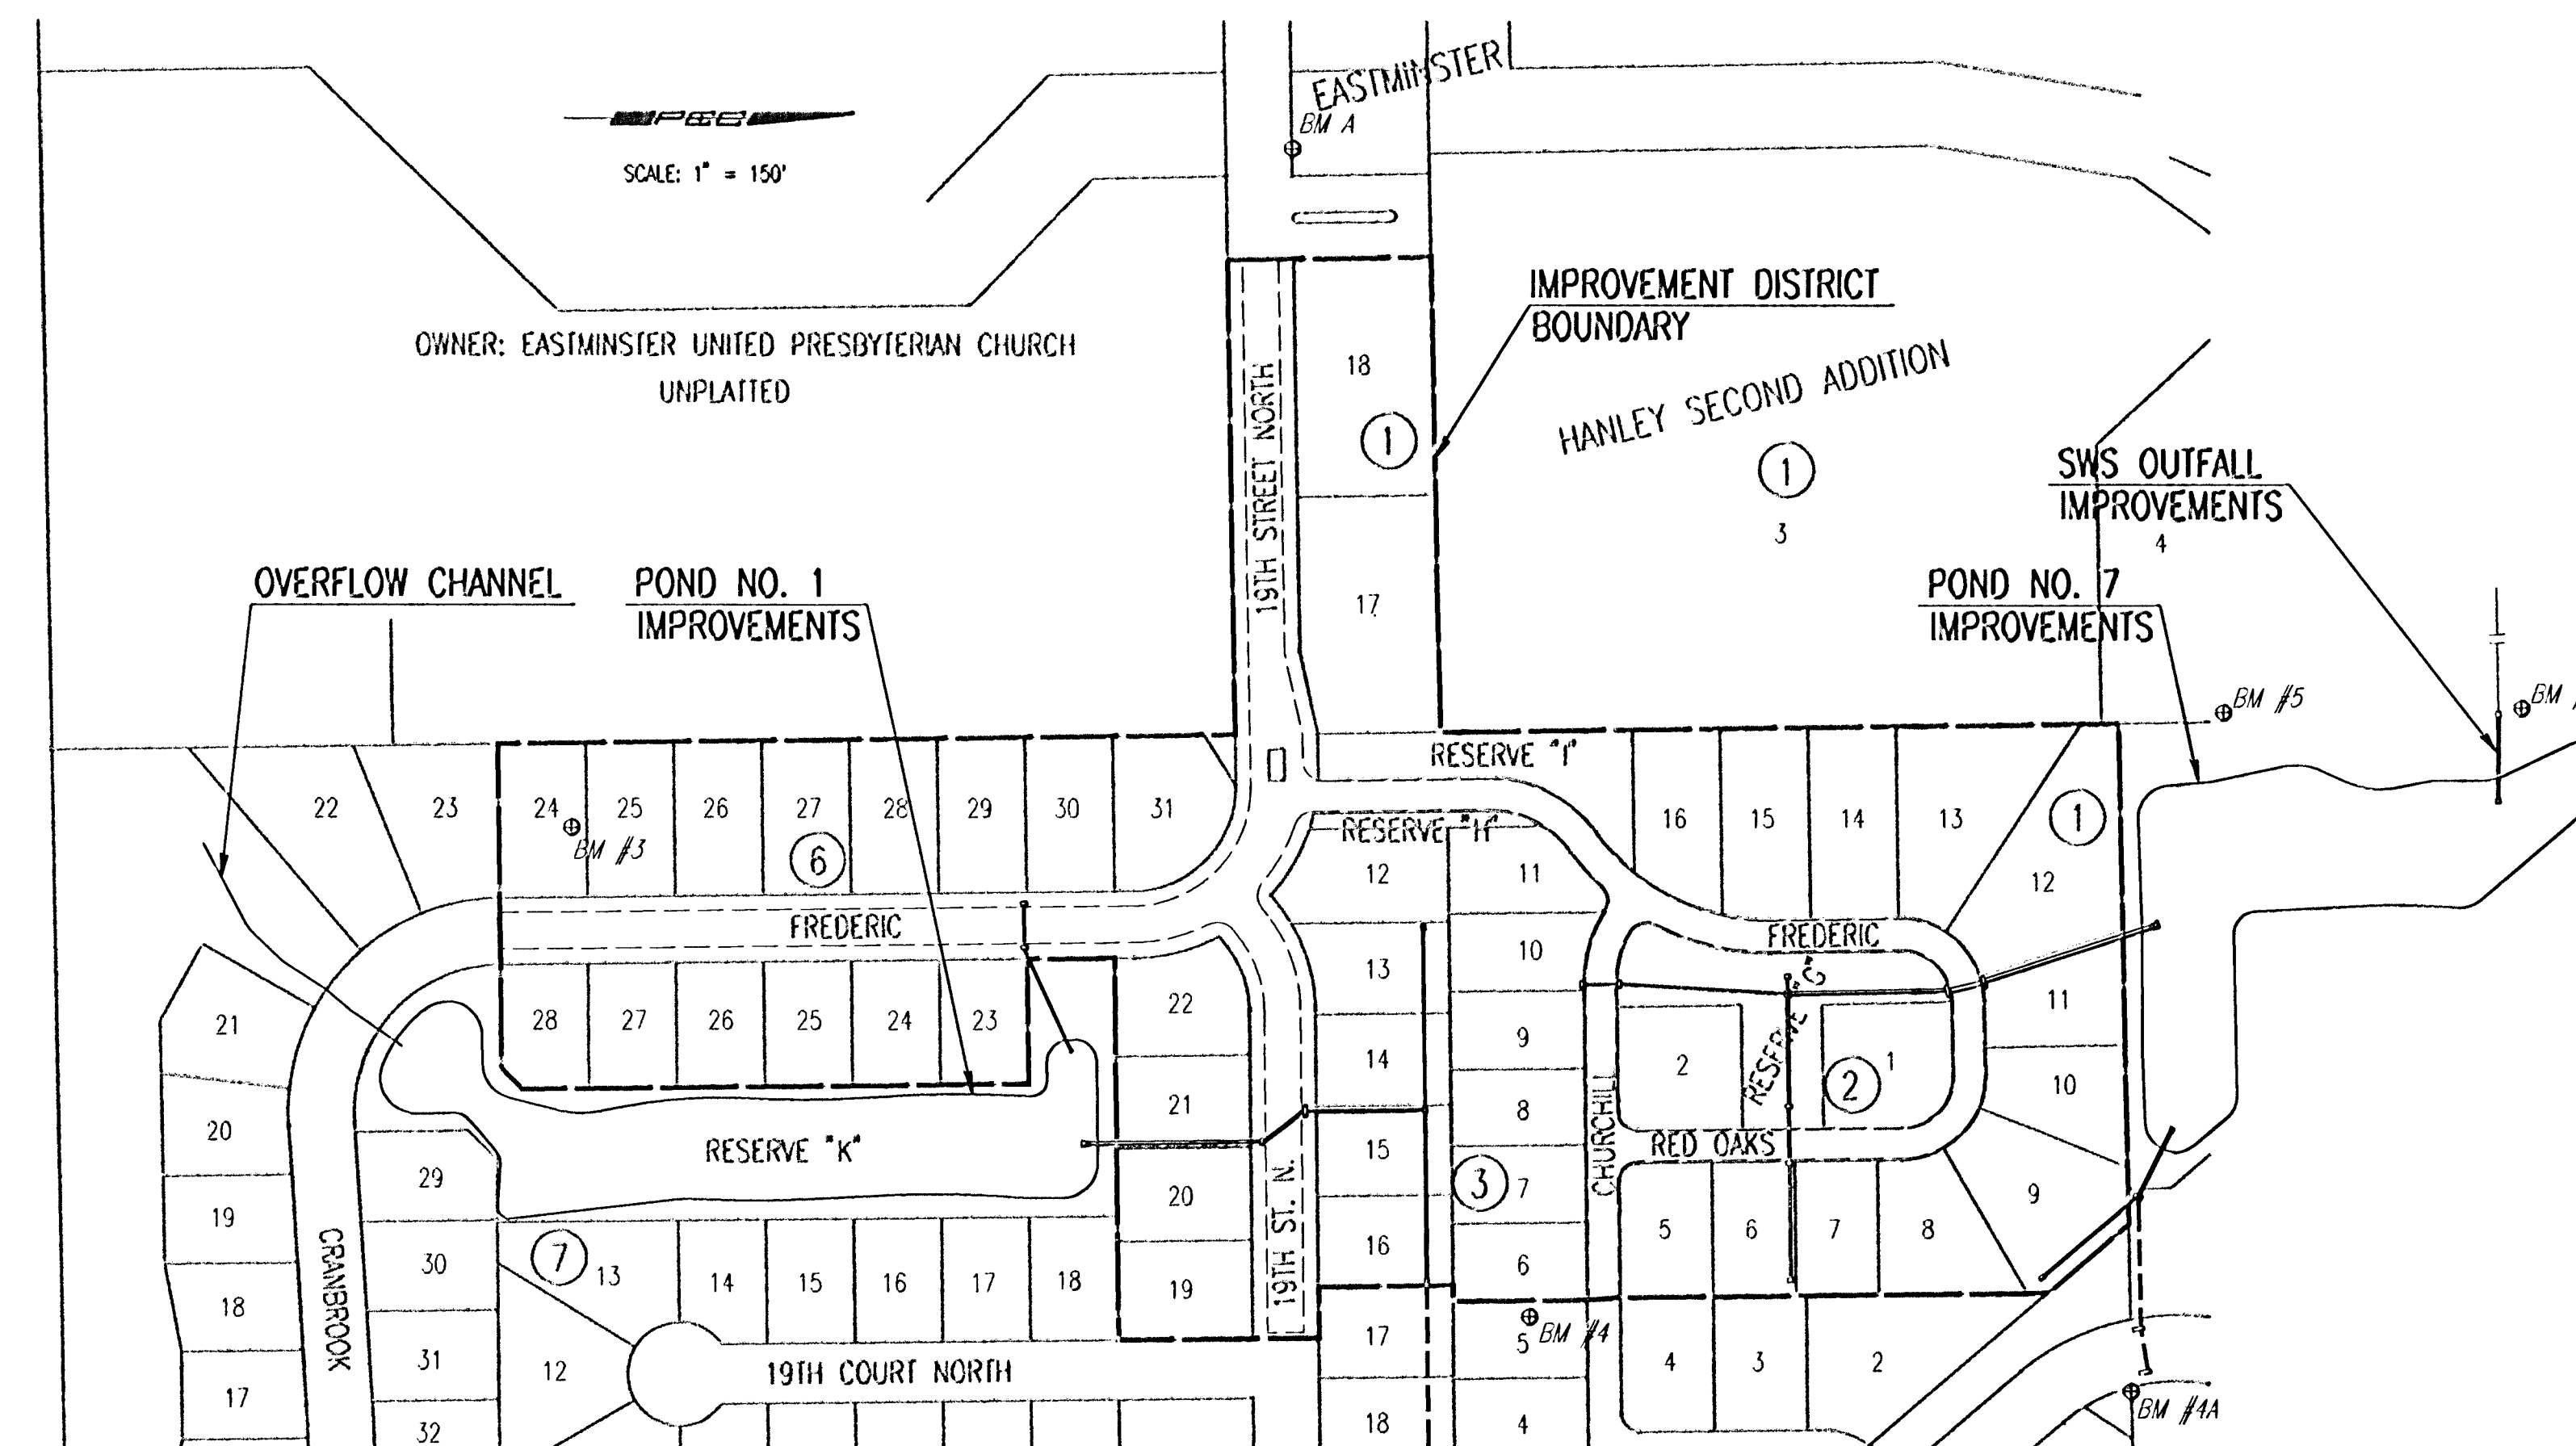 EASTMINSTER
BM A
PEC
SCALE: 1" = 150'
IMPROVEMENT DISTRICT
BOUNDARY
OWNER: EASTMINSTER UNITED PRESBYTERIAN CHURCH
UNPLATTED
18
19TH STREET NORTH
1
HANLEY SECOND ADDITION
1
3
SWS OUTFALL
IMPROVEMENTS
4
OVERFLOW CHANNEL
POND NO. 1
IMPROVEMENTS
17
POND NO. 7
IMPROVEMENTS
BM #5
BM
RESERVE "I"
22
23
24
25
26
27
28
29
30
31
BM #3
6
RESERVE "H"
16
15
14
13
1
12
12
11
FREDERIC
FREDERIC
13
10
21
28
27
26
25
24
23
22
14
9
2
RESERVE "G"
2
1
11
10
20
RESERVE "K"
21
8
CHURCHILL
RED OAKS
29
20
15
3
7
9
19
19TH ST. N.
16
6
5
6
7
8
CRANBROOK
30
7
13
14
15
16
17
18
19
18
31
12
19TH COURT NORTH
17
5
BM #4
4
3
2
17
32
18
4
BM #4A